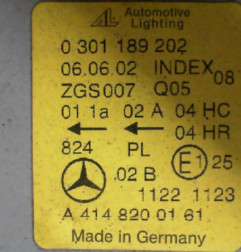 AL Automotive Lighting
0 301 189 202
06.06.02 INDEX 08
ZGS007 Q05
01 1a 02 A 04 HC
04 HR
824 PL
E1 25
.02 B
1122 1123
A 414 820 01 61
Made in Germany